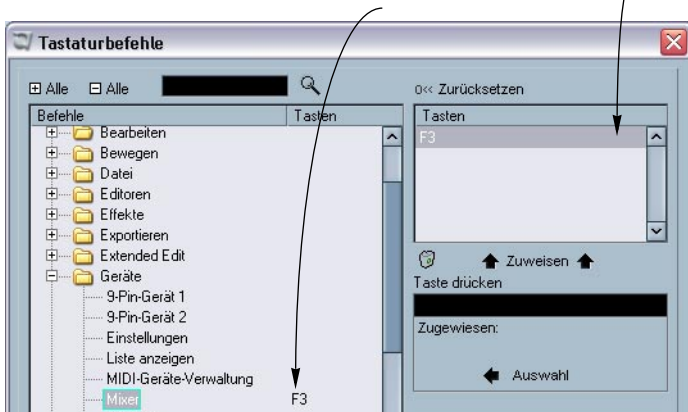 Tastaturbefehle
Alle Alle
0<< Zurücksetzen
Befehle Tasten
Bearbeiten
Bewegen
Datei
Editoren
Effekte
Exportieren
Extended Edit
Geräte
9-Pin-Gerät 1
9-Pin-Gerät 2
Einstellungen
Liste anzeigen
MIDI-Geräte-Verwaltung
Mixer F3
Tasten
F3
Zuweisen
Taste drücken
Zugewiesen:
Auswahl